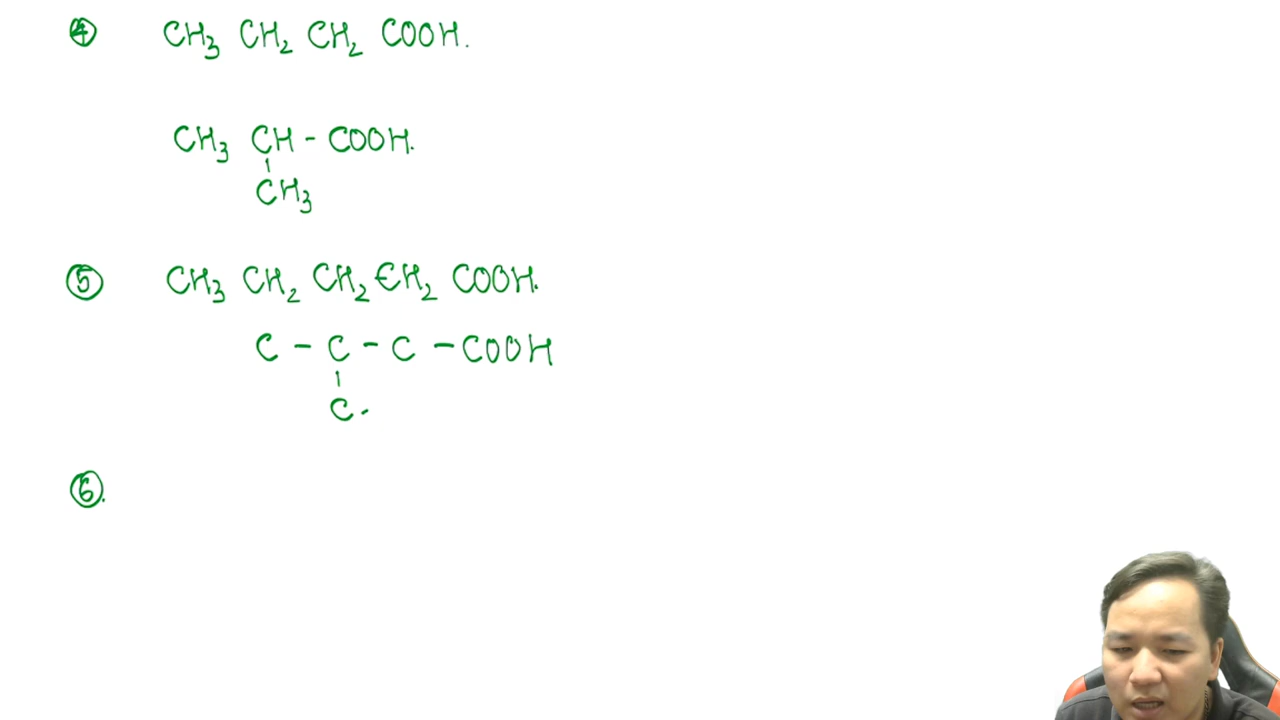 ④ CH₃ CH₂ CH₂ COOH.
CH₃ CH - COOH.
|
CH₃
⑤ CH₃ CH₂ CH₂ CH₂ COOH.
C - C - C - COOH
|
C.
⑥.